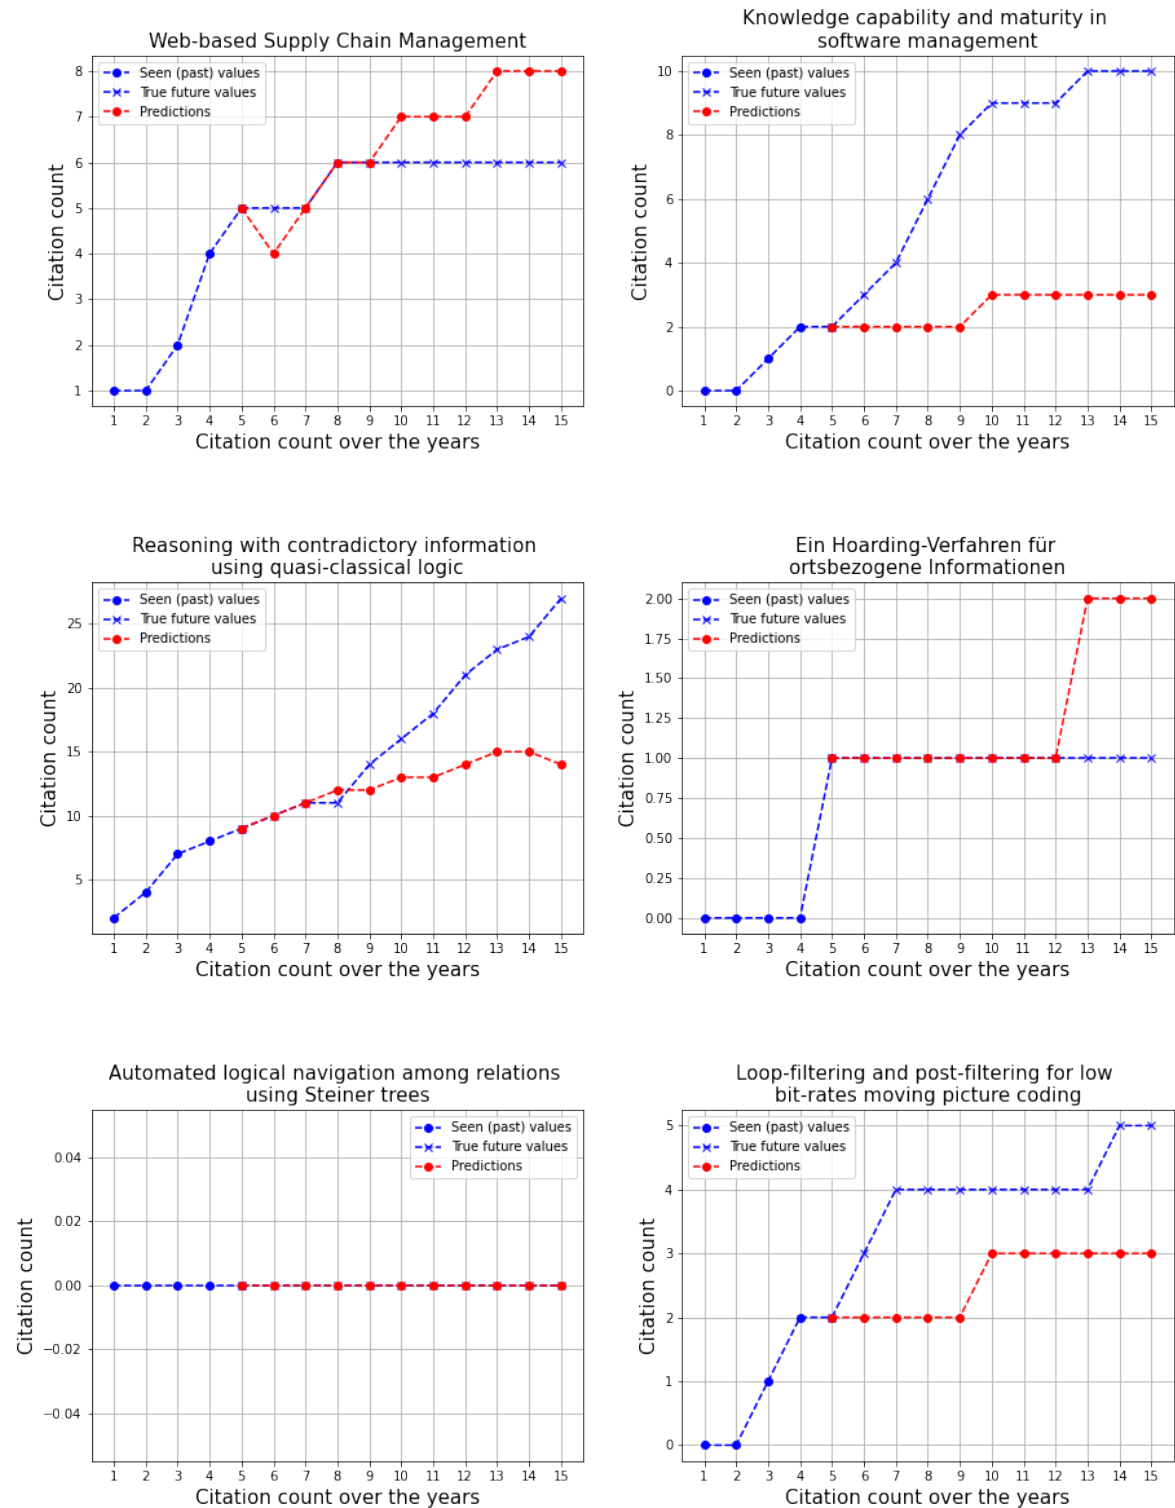 Web-based Supply Chain Management
Seen (past) values
True future values
Predictions
Citation count
8
7
6
5
4
3
2
1
1 2 3 4 5 6 7 8 9 10 11 12 13 14 15
Citation count over the years
Knowledge capability and maturity in
software management
Seen (past) values
True future values
Predictions
Citation count
10
8
6
4
2
0
1 2 3 4 5 6 7 8 9 10 11 12 13 14 15
Citation count over the years
Reasoning with contradictory information
using quasi-classical logic
Seen (past) values
True future values
Predictions
Citation count
25
20
15
10
5
1 2 3 4 5 6 7 8 9 10 11 12 13 14 15
Citation count over the years
Ein Hoarding-Verfahren für
ortsbezogene Informationen
Seen (past) values
True future values
Predictions
Citation count
2.00
1.75
1.50
1.25
1.00
0.75
0.50
0.25
0.00
1 2 3 4 5 6 7 8 9 10 11 12 13 14 15
Citation count over the years
Automated logical navigation among relations
using Steiner trees
Seen (past) values
True future values
Predictions
Citation count
0.04
0.02
0.00
−0.02
−0.04
1 2 3 4 5 6 7 8 9 10 11 12 13 14 15
Citation count over the years
Loop-filtering and post-filtering for low
bit-rates moving picture coding
Seen (past) values
True future values
Predictions
Citation count
5
4
3
2
1
0
1 2 3 4 5 6 7 8 9 10 11 12 13 14 15
Citation count over the years